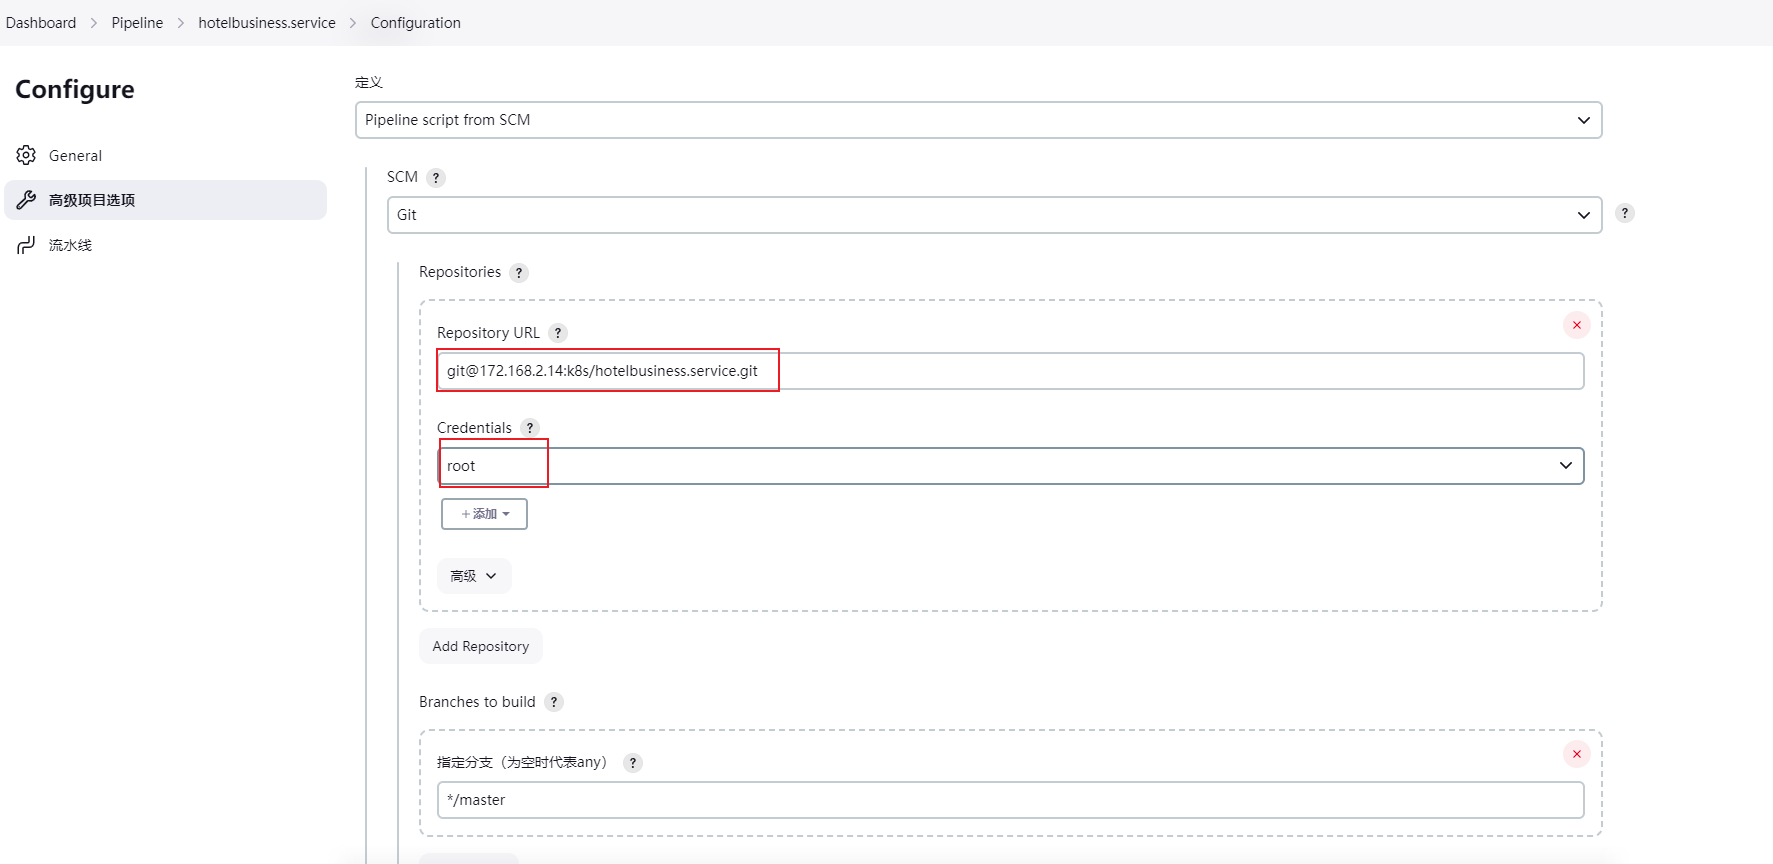 Dashboard > Pipeline > hotelbusiness.service > Configuration
Configure
General
高级项目选项
流水线
定义
Pipeline script from SCM
SCM ?
Git
?
Repositories ?
Repository URL ?
git@172.168.2.14:k8s/hotelbusiness.service.git
Credentials ?
root
+添加
高级
Add Repository
Branches to build ?
指定分支（为空时代表any） ?
*/master